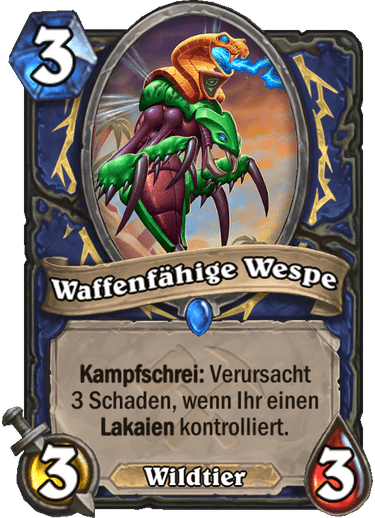 3
Waffenfähige Wespe
Kampfschrei: Verursacht
3 Schaden, wenn Ihr einen
Lakaien kontrolliert.
3
Wildtier
3